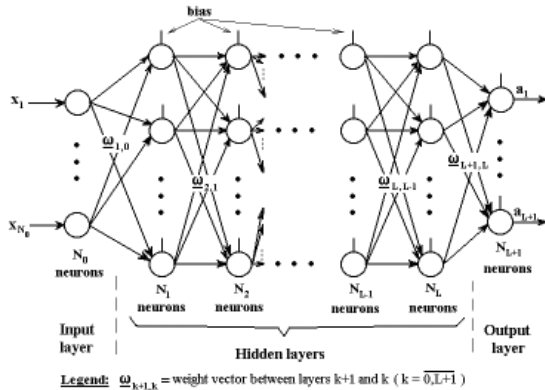 bias
x1
a1
ω1,0
ω2,1
ωL,L-1
ωL+1,L
xN0
aL+1
N0
neurons
N1
neurons
N2
neurons
NL-1
neurons
NL
neurons
NL+1
neurons
Input
layer
Hidden layers
Output
layer
Legend: ωk+1,k = weight vector between layers k+1 and k ( k = 0,L+1 )